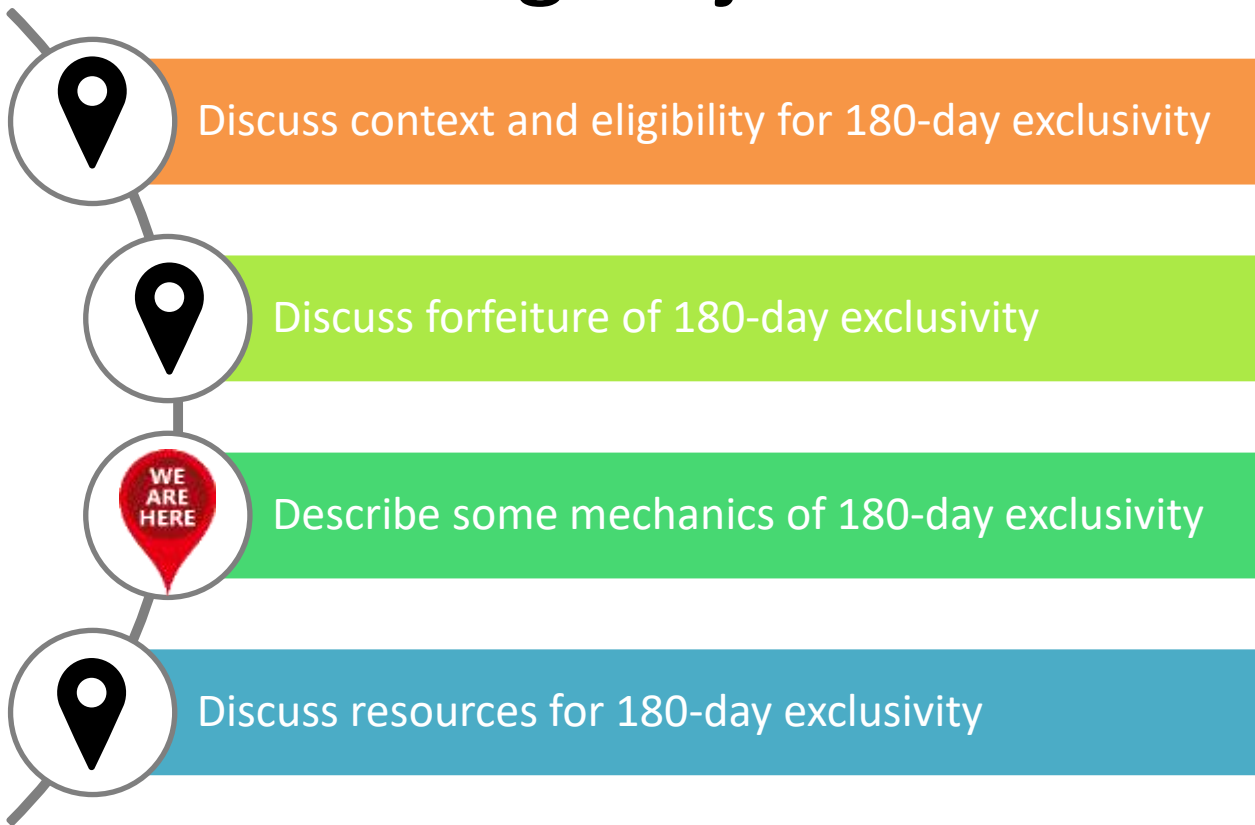 Discuss context and eligibility for 180-day exclusivity
Discuss forfeiture of 180-day exclusivity
WE
ARE
HERE
Describe some mechanics of 180-day exclusivity
Discuss resources for 180-day exclusivity